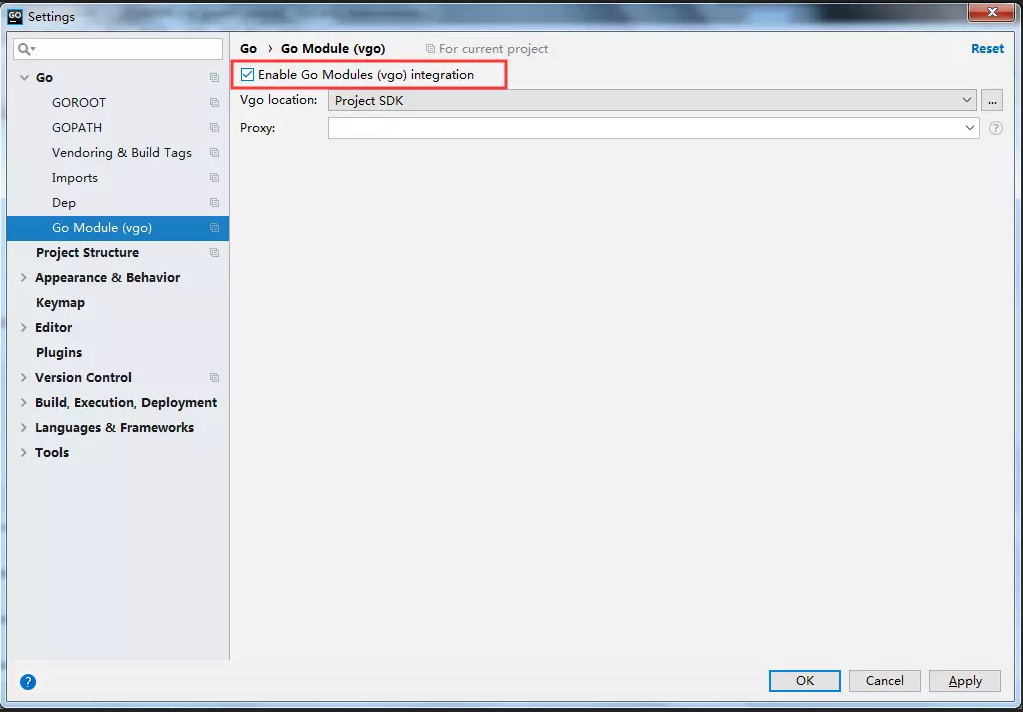 GO Settings
Go
GOROOT
GOPATH
Vendoring & Build Tags
Imports
Dep
Go Module (vgo)
Project Structure
Appearance & Behavior
Keymap
Editor
Plugins
Version Control
Build, Execution, Deployment
Languages & Frameworks
Tools
?
Go › Go Module (vgo) For current project Reset
Enable Go Modules (vgo) integration
Vgo location: Project SDK ...
Proxy: ?
OK Cancel Apply